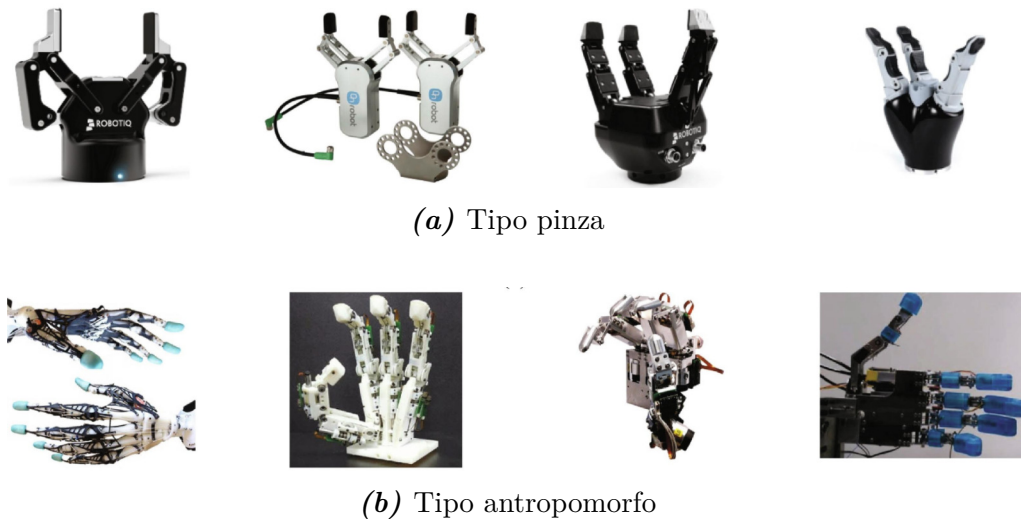 ROBOTIQ
robot
robot
ROBOTIQ
(a) Tipo pinza
(b) Tipo antropomorfo